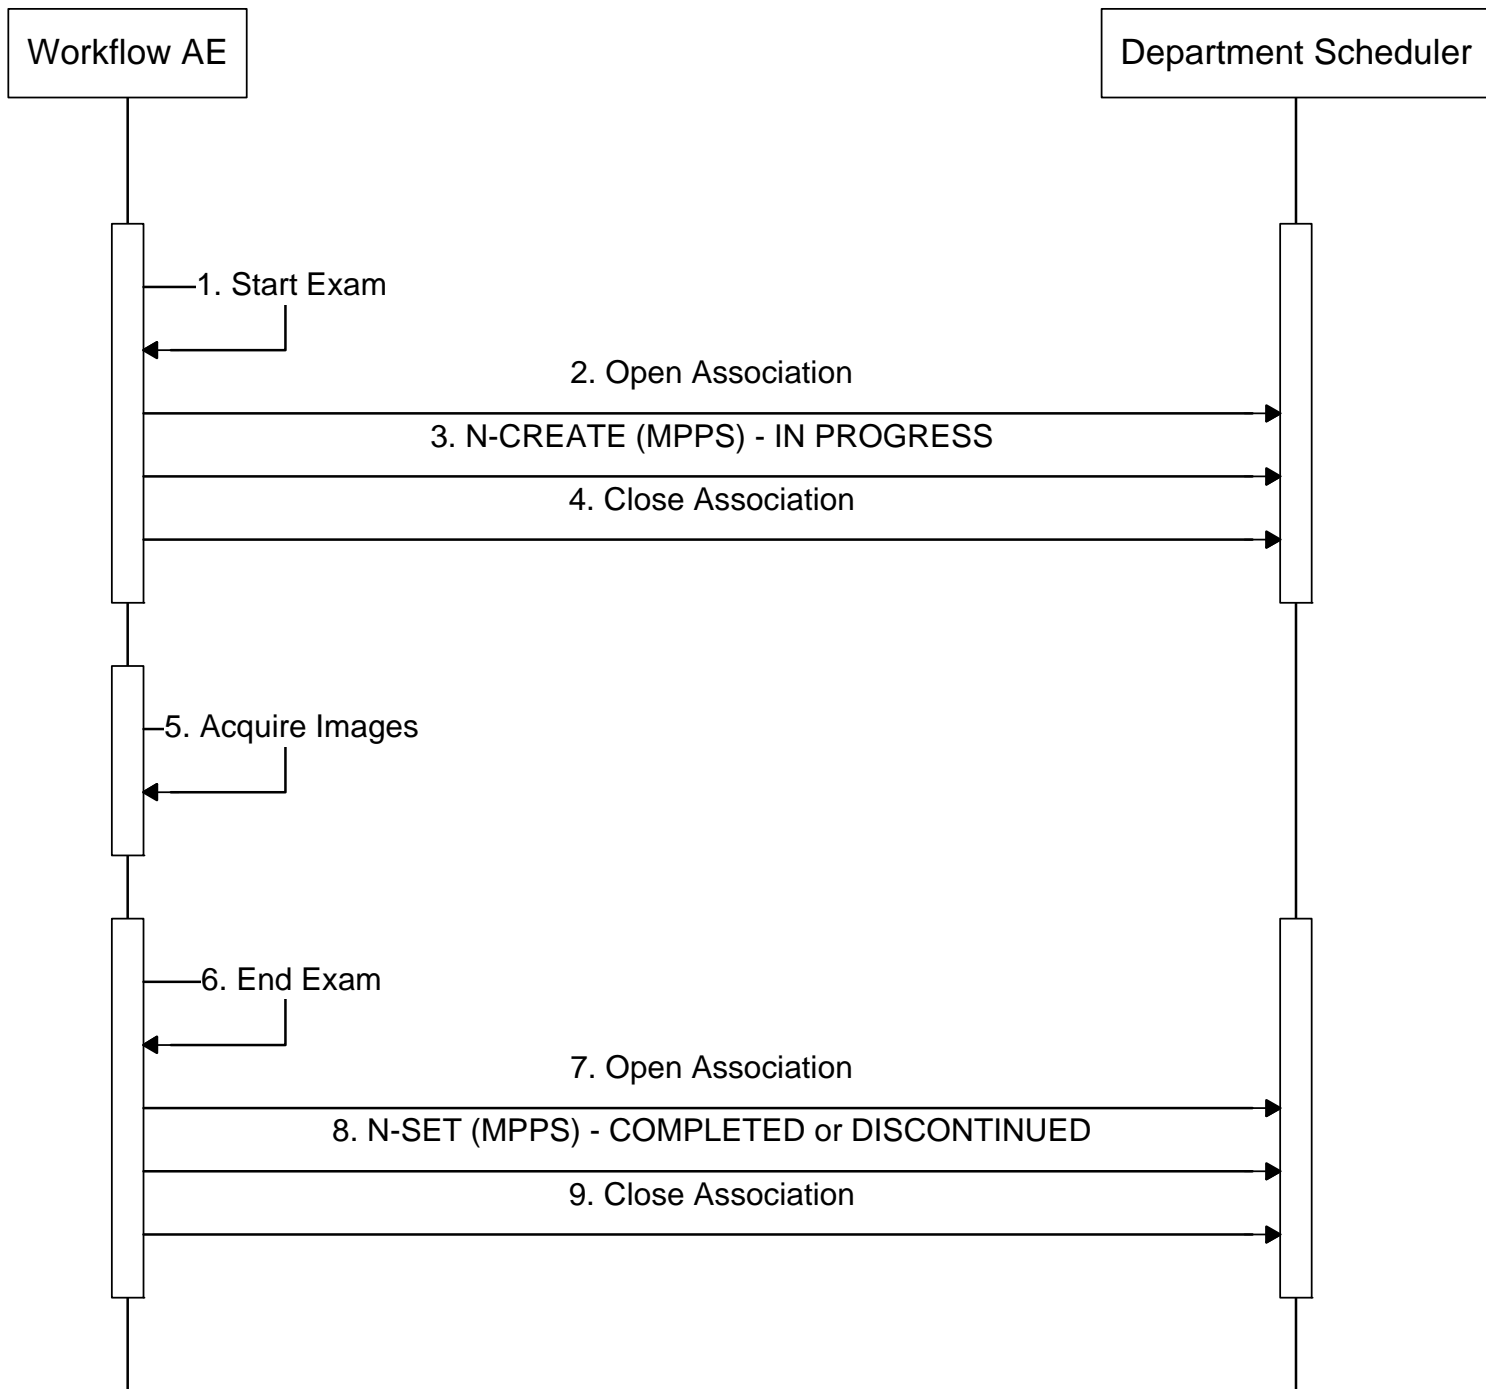 Workflow AE
Department Scheduler
1. Start Exam
2. Open Association
3. N-CREATE (MPPS) - IN PROGRESS
4. Close Association
5. Acquire Images
6. End Exam
7. Open Association
8. N-SET (MPPS) - COMPLETED or DISCONTINUED
9. Close Association